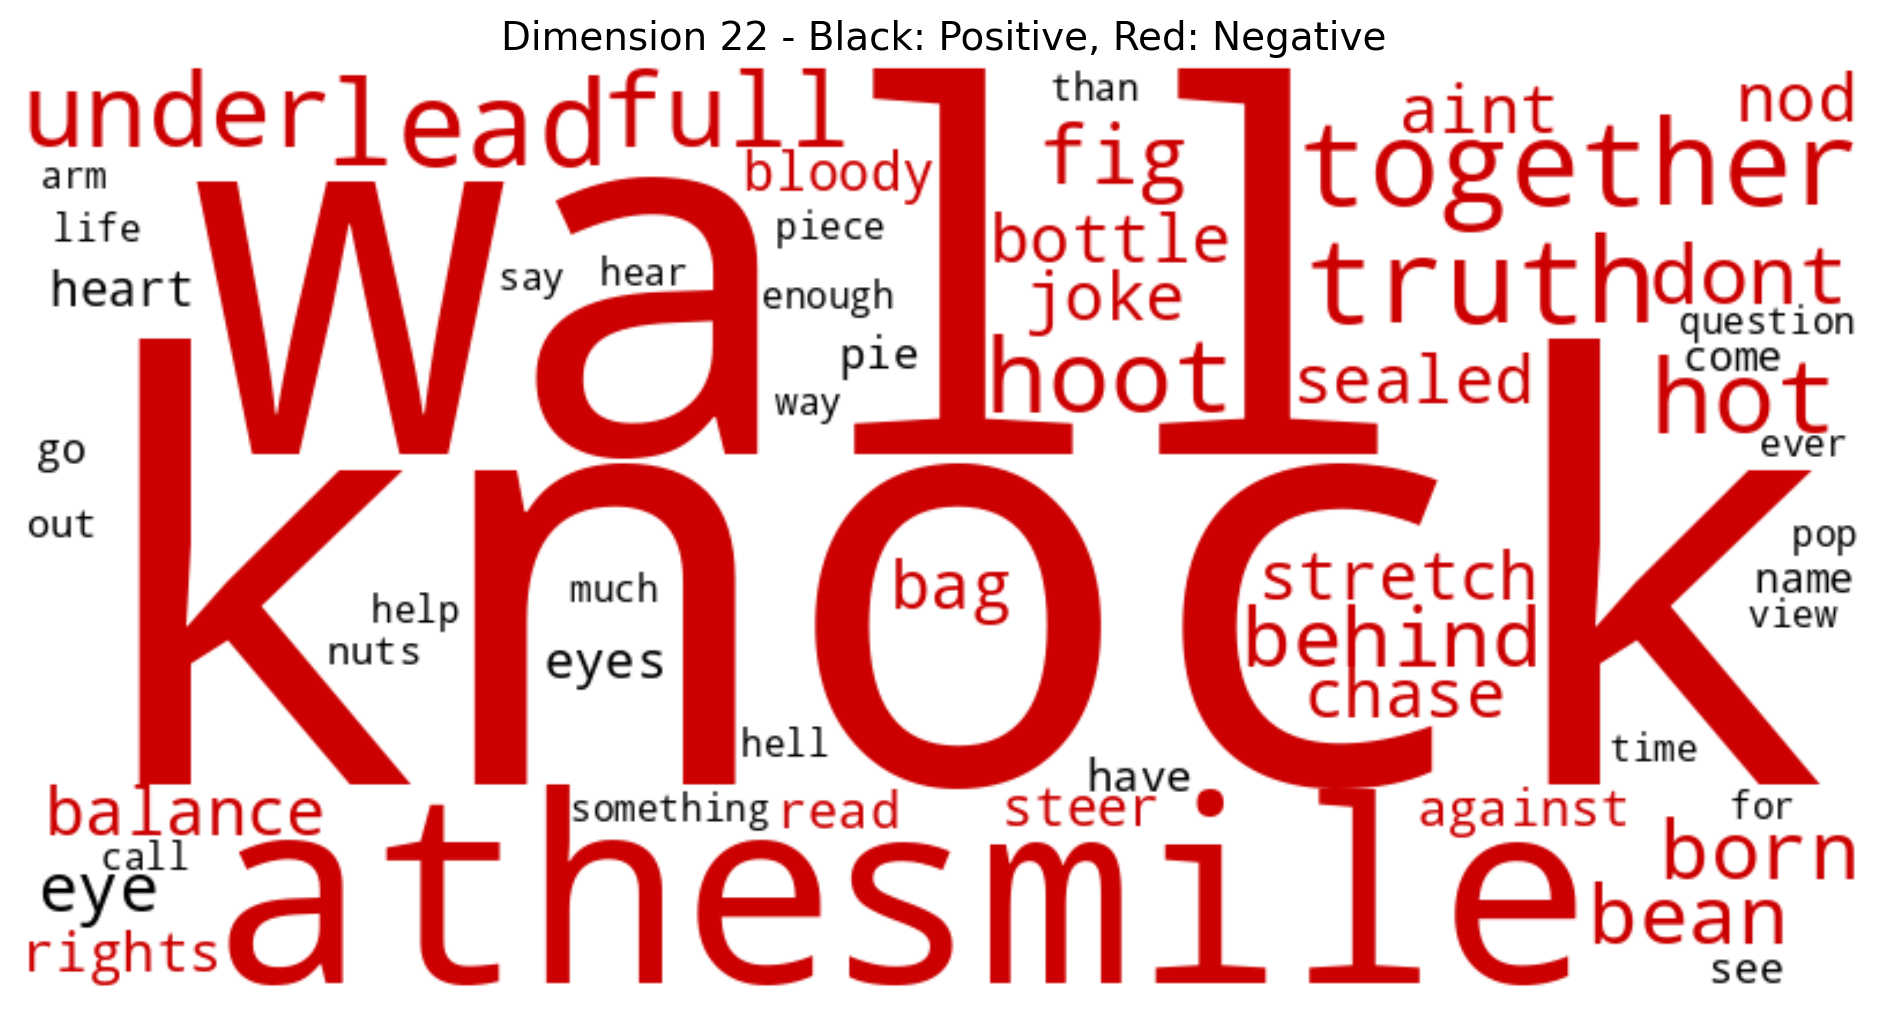 Dimension 22 - Black: Positive, Red: Negative
under lead full than aint nod
fig together
arm bloody
life piece bottle
wall
heart say hear enough joke truth dont
question
pie hoot sealed come
way hot
go ever
out pop
knock
help nuts much bag stretch name
view
eyes behind
chase
hell have time
balance something read steer against for
call born
eye athesmile bean
rights see